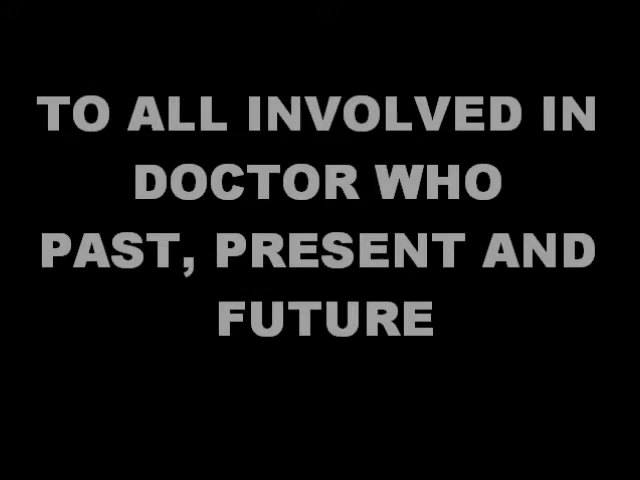 TO ALL INVOLVED IN
DOCTOR WHO
PAST, PRESENT AND
FUTURE